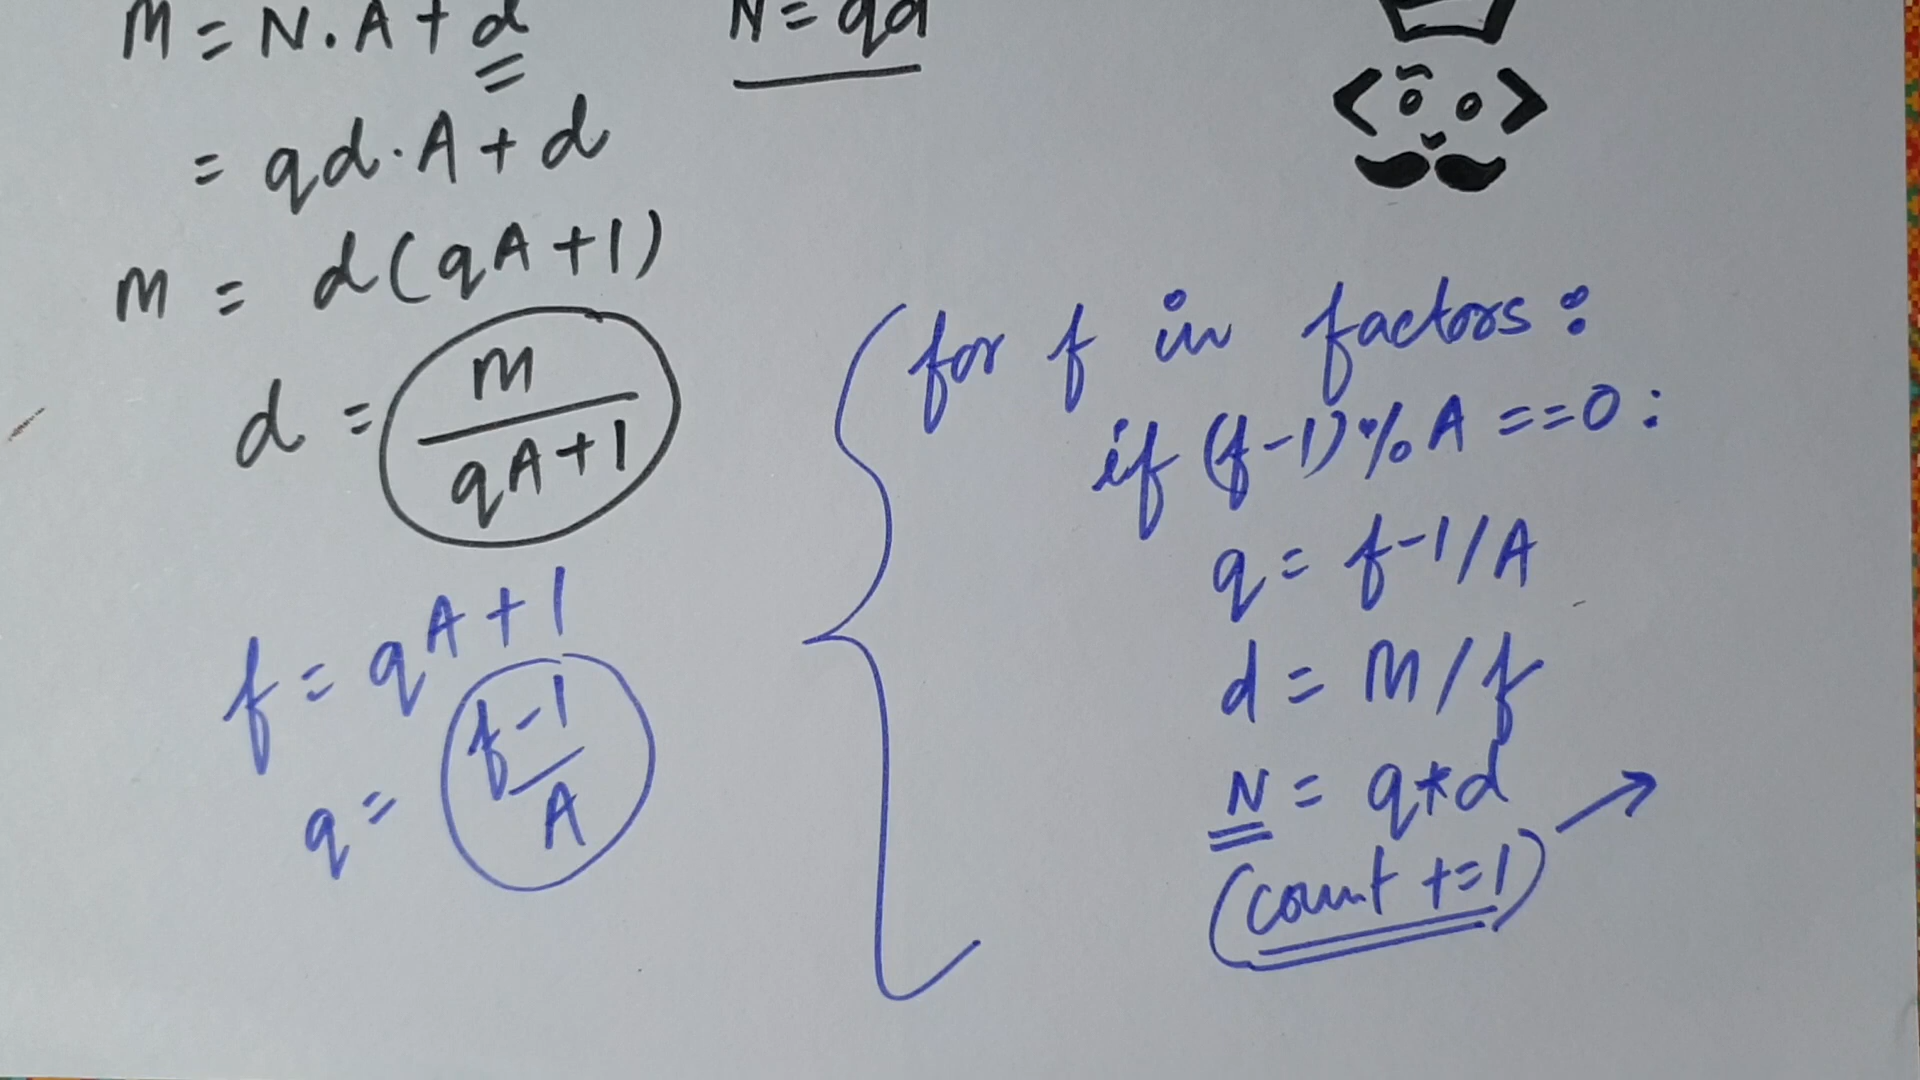 M = N.A + d
N = qd
= qd.A + d
M = d(qA+1)
d = M / qA+1
f = qA+1
q = f-1 / A
for f in factors:
if (f-1)%A ==0:
q = f-1/A
d = M/f
N = q*d
(count +=1)